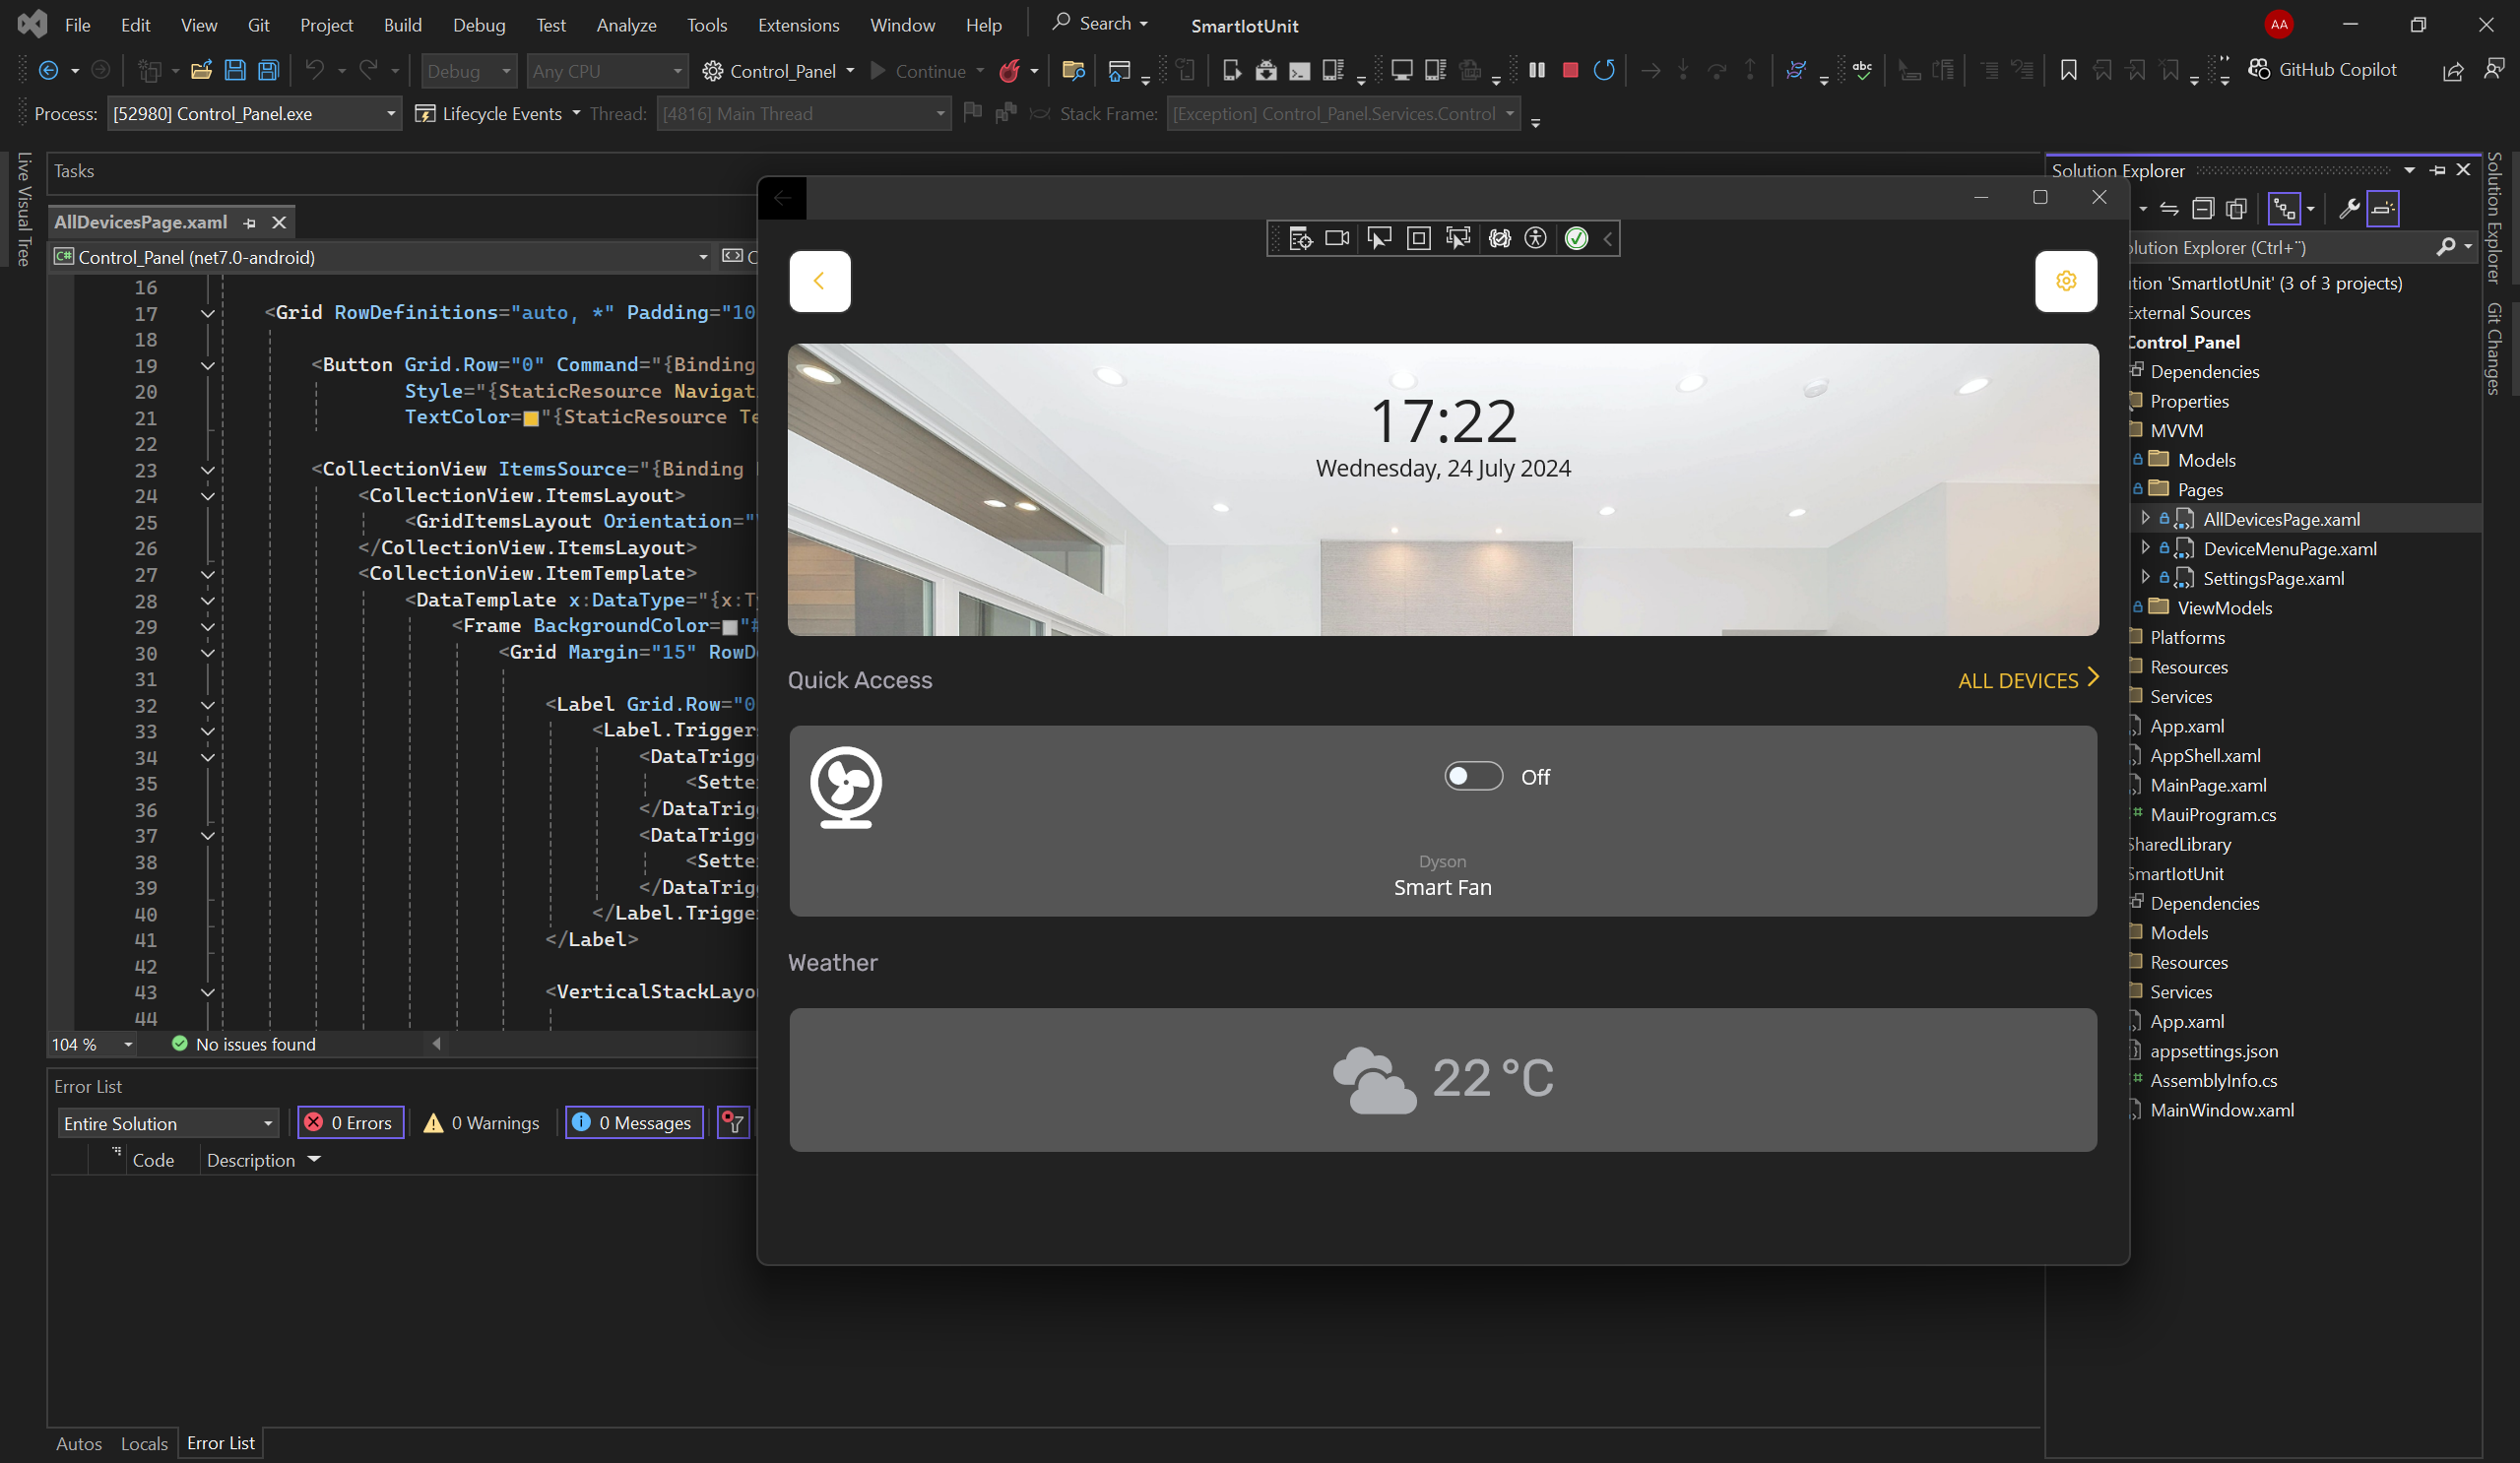 File Edit View Git Project Build Debug Test Analyze Tools Extensions Window Help Search SmartIotUnit AA
Debug Any CPU Control_Panel Continue abc GitHub Copilot
Process: [52980] Control_Panel.exe Lifecycle Events Thread: [4816] Main Thread Stack Frame: [Exception] Control_Panel.Services.Control
Live Visual Tree
Tasks
AllDevicesPage.xaml
Control_Panel (net7.0-android)
16
17 <Grid RowDefinitions="auto, *" Padding="10
18
19 <Button Grid.Row="0" Command="{Binding
20 Style="{StaticResource Navigat
21 TextColor="{StaticResource Te
22
23 <CollectionView ItemsSource="{Binding
24 <CollectionView.ItemsLayout>
25 <GridItemsLayout Orientation="
26 </CollectionView.ItemsLayout>
27 <CollectionView.ItemTemplate>
28 <DataTemplate x:DataType="{x:Ty
29 <Frame BackgroundColor="#
30 <Grid Margin="15" RowD
31
32 <Label Grid.Row="0
33 <Label.Trigger
34 <DataTrigg
35 <Sette
36 </DataTrig
37 <DataTrigg
38 <Sette
39 </DataTrig
40 </Label.Trigge
41 </Label>
42
43 <VerticalStackLayo
44
104 % No issues found
Error List
Entire Solution 0 Errors 0 Warnings 0 Messages
Code Description
Autos Locals Error List
17:22
Wednesday, 24 July 2024
Quick Access
ALL DEVICES
Off
Dyson
Smart Fan
Weather
22 °C
Solution Explorer
olution Explorer (Ctrl+¨)
tion 'SmartIotUnit' (3 of 3 projects)
External Sources
Control_Panel
Dependencies
Properties
MVVM
Models
Pages
AllDevicesPage.xaml
DeviceMenuPage.xaml
SettingsPage.xaml
ViewModels
Platforms
Resources
Services
App.xaml
AppShell.xaml
MainPage.xaml
MauiProgram.cs
SharedLibrary
SmartIotUnit
Dependencies
Models
Resources
Services
App.xaml
appsettings.json
AssemblyInfo.cs
MainWindow.xaml
Solution Explorer
Git Changes